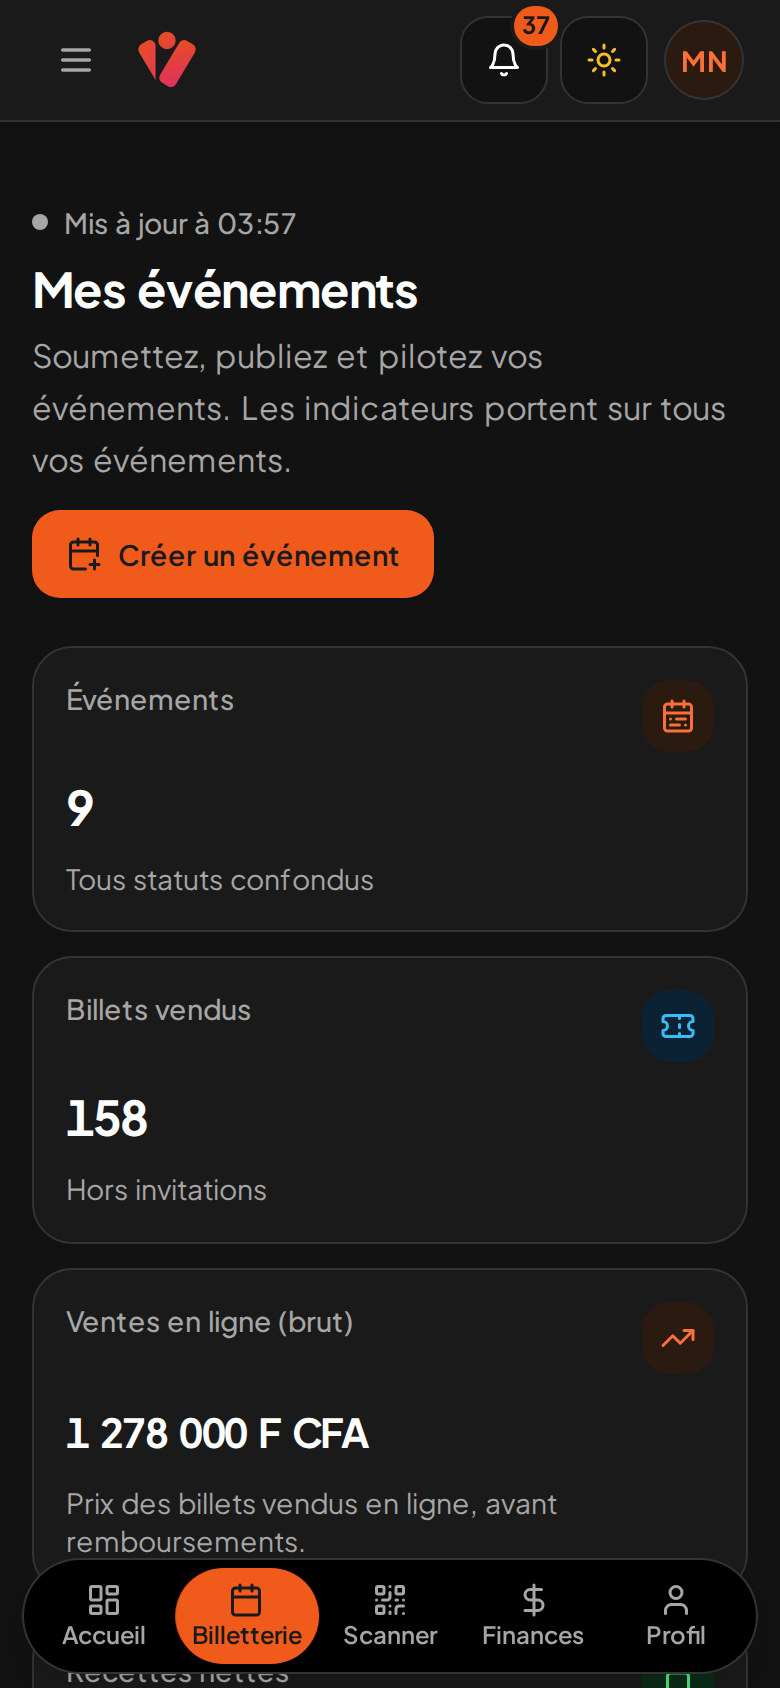 37
MN
Mis à jour à 03:57
Mes événements
Soumettez, publiez et pilotez vos
événements. Les indicateurs portent sur tous
vos événements.
Créer un événement
Événements
9
Tous statuts confondus
Billets vendus
158
Hors invitations
Ventes en ligne (brut)
1 278 000 F CFA
Prix des billets vendus en ligne, avant
remboursements.
Accueil
Billetterie
Scanner
Finances
Profil
Recettes nettes